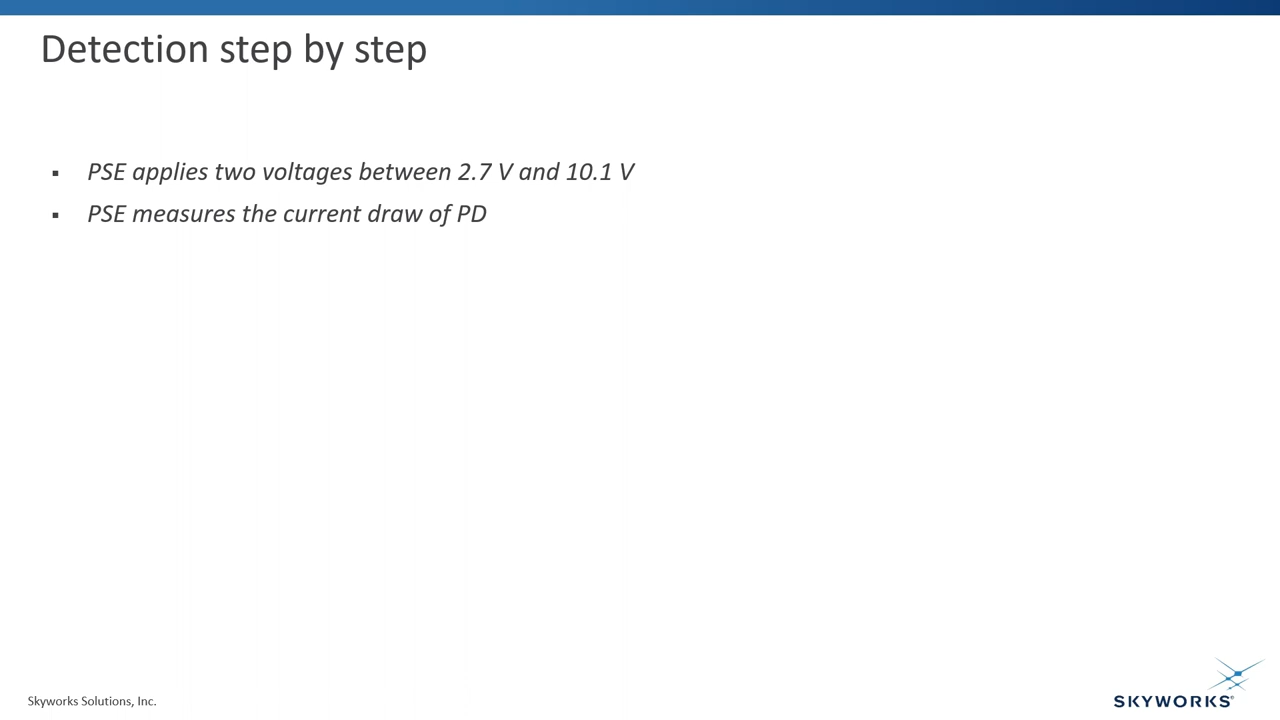 Detection step by step
▪ PSE applies two voltages between 2.7 V and 10.1 V
▪ PSE measures the current draw of PD
Skyworks Solutions, Inc.
SKYWORKS®